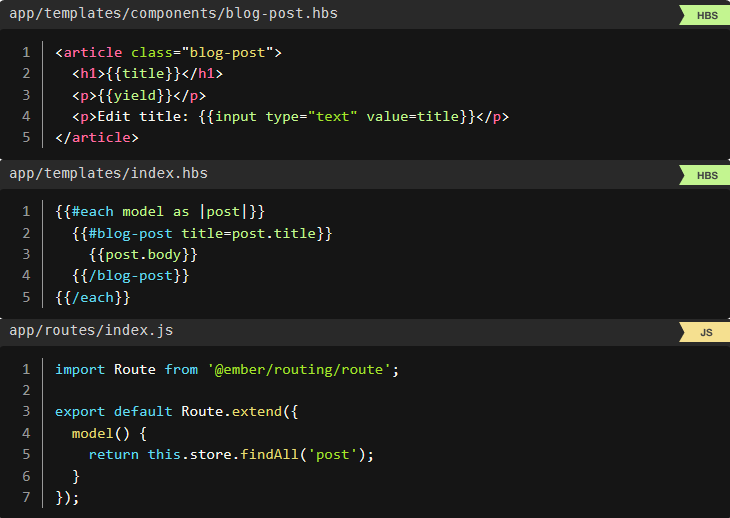 app/templates/components/blog-post.hbs
HBS
1 <article class="blog-post">
2   <h1>{{title}}</h1>
3   <p>{{yield}}</p>
4   <p>Edit title: {{input type="text" value=title}}</p>
5 </article>
app/templates/index.hbs
HBS
1 {{#each model as |post|}}
2   {{#blog-post title=post.title}}
3     {{post.body}}
4   {{/blog-post}}
5 {{/each}}
app/routes/index.js
JS
1 import Route from '@ember/routing/route';
2
3 export default Route.extend({
4   model() {
5     return this.store.findAll('post');
6   }
7 });